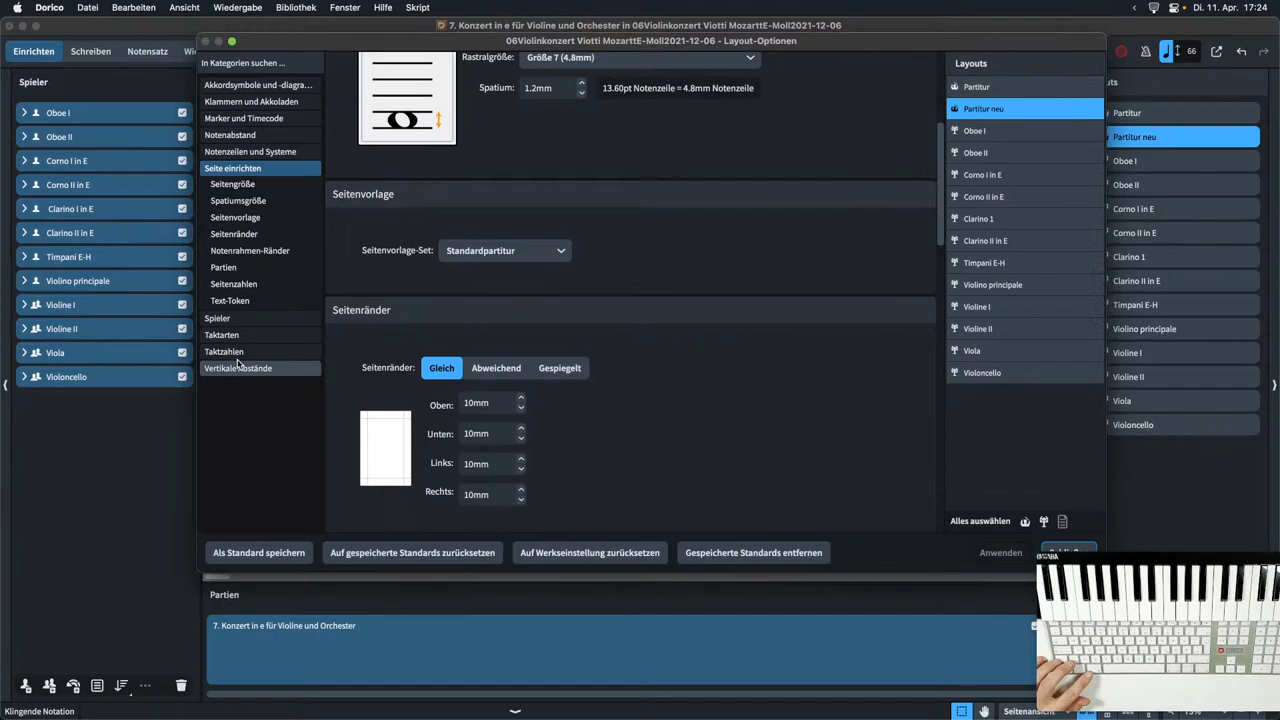 Dorico Datei Bearbeiten Ansicht Wiedergabe Bibliothek Fenster Hilfe Skript
Di. 11. Apr. 17:24
7. Konzert in e für Violine und Orchester in 06Violinkonzert Viotti MozarttE-Moll2021-12-06
06Violinkonzert Viotti MozarttE-Moll2021-12-06 - Layout-Optionen
Einrichten Schreiben Notensatz
66
Spieler
Oboe I
Oboe II
Corno I in E
Corno II in E
Clarino I in E
Clarino II in E
Timpani E-H
Violino principale
Violine I
Violine II
Viola
Violoncello
In Kategorien suchen ...
Akkordsymbole und -diagra...
Klammern und Akkoladen
Marker und Timecode
Notenabstand
Notenzeilen und Systeme
Seite einrichten
Seitengröße
Spatiumsgröße
Seitenvorlage
Seitenränder
Notenrahmen-Ränder
Partien
Seitenzahlen
Text-Token
Spieler
Taktarten
Taktzahlen
Vertikale Abstände
Rastralgröße: Größe 7 (4.8mm)
Spatium: 1.2mm 13.60pt Notenzeile = 4.8mm Notenzeile
Seitenvorlage
Seitenvorlage-Set: Standardpartitur
Seitenränder
Seitenränder: Gleich Abweichend Gespiegelt
Oben: 10mm
Unten: 10mm
Links: 10mm
Rechts: 10mm
Layouts
Partitur
Partitur neu
Oboe I
Oboe II
Corno I in E
Corno II in E
Clarino 1
Clarino II in E
Timpani E-H
Violino principale
Violine I
Violine II
Viola
Violoncello
Alles auswählen
Als Standard speichern Auf gespeicherte Standards zurücksetzen Auf Werkseinstellung zurücksetzen Gespeicherte Standards entfernen Anwenden
Partitur
Partitur neu
Oboe I
Oboe II
Corno I in E
Corno II in E
Clarino 1
Clarino II in E
Timpani E-H
Violino principale
Violine I
Violine II
Viola
Violoncello
Partien
7. Konzert in e für Violine und Orchester
YAMAHA
DORICO
Klingende Notation
Seitenansicht